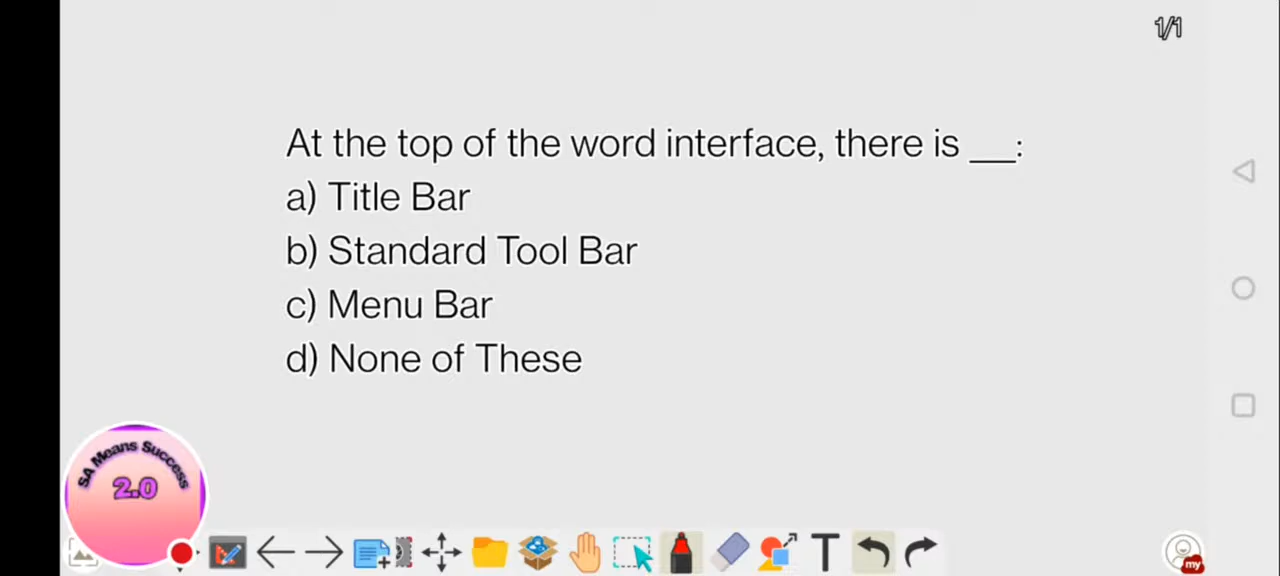 1/1
At the top of the word interface, there is ___:
a) Title Bar
b) Standard Tool Bar
c) Menu Bar
d) None of These
SA Means Success
2.0
T
my